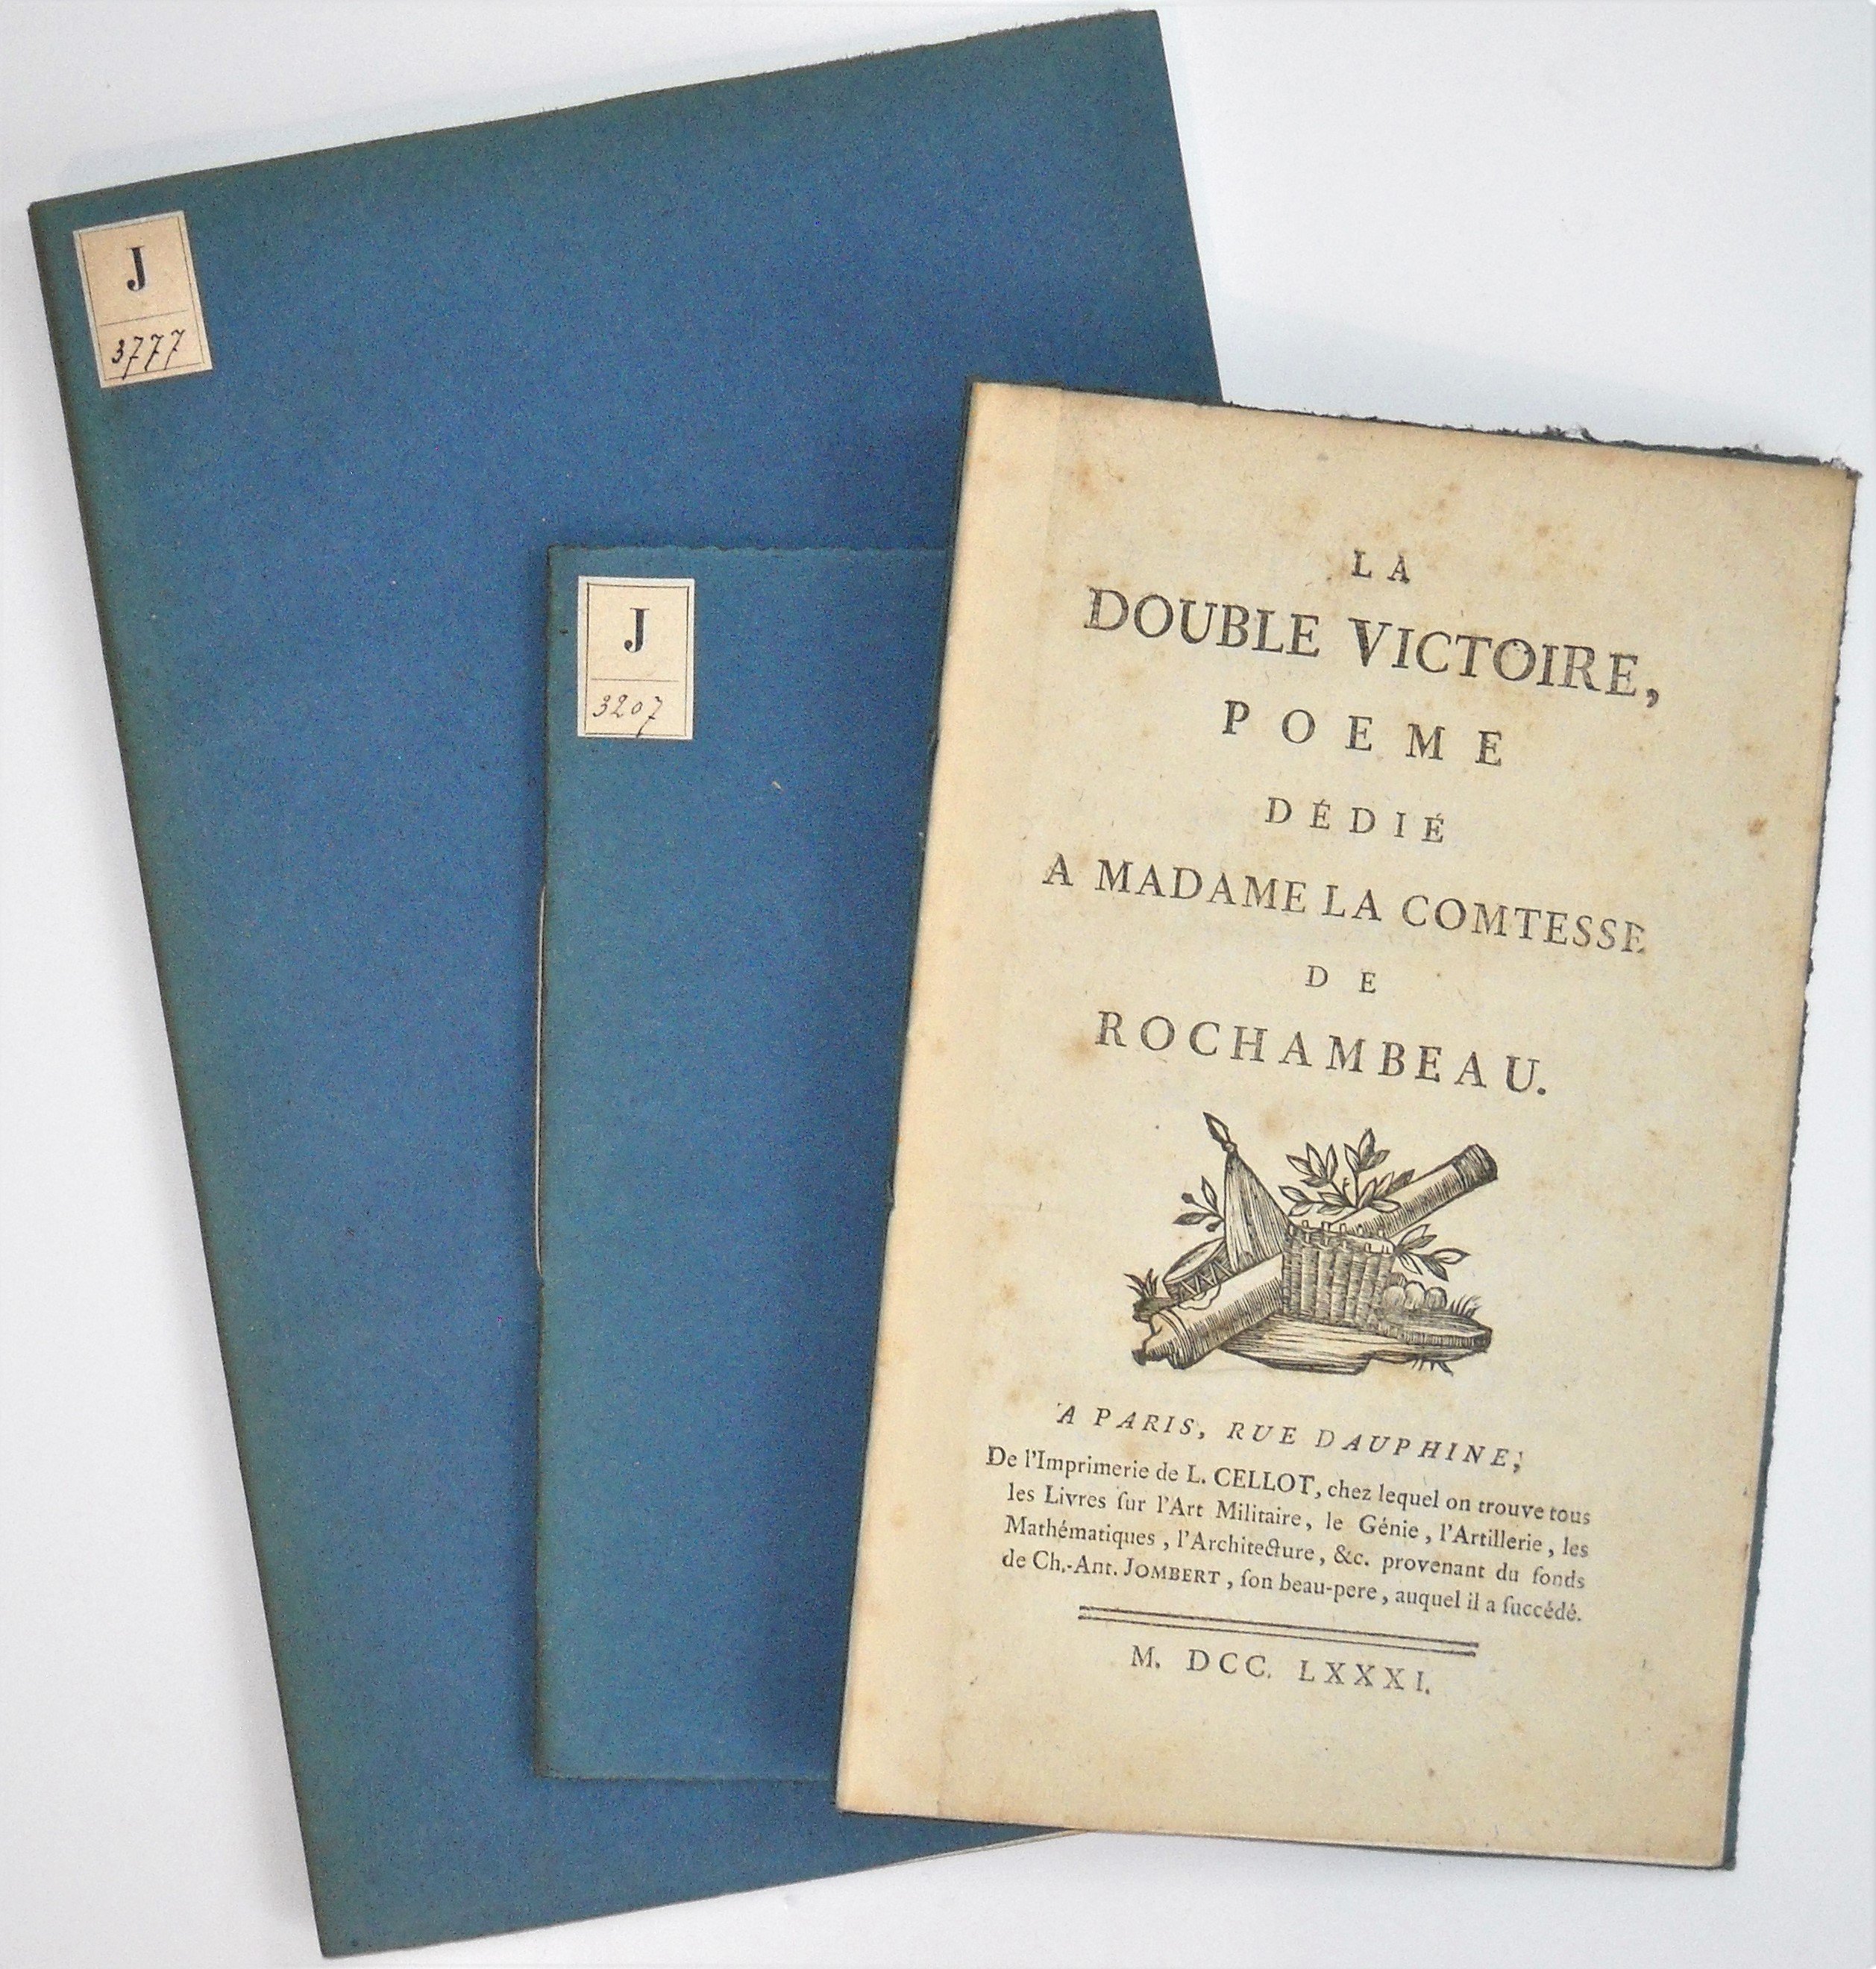 J
3777
J
3207
LA
DOUBLE VICTOIRE,
POEME
DÉDIÉ
A MADAME LA COMTESSE
DE
ROCHAMBEAU.
A PARIS, RUE DAUPHINE;
De l'Imprimerie de L. CELLOT, chez lequel on trouve tous
les Livres ſur l'Art Militaire, le Génie, l'Artillerie, les
Mathématiques, l'Architecture, &c. provenant du fonds
de Ch.-Ant. JOMBERT, ſon beau-pere, auquel il a ſuccédé.
M. DCC. LXXXI.